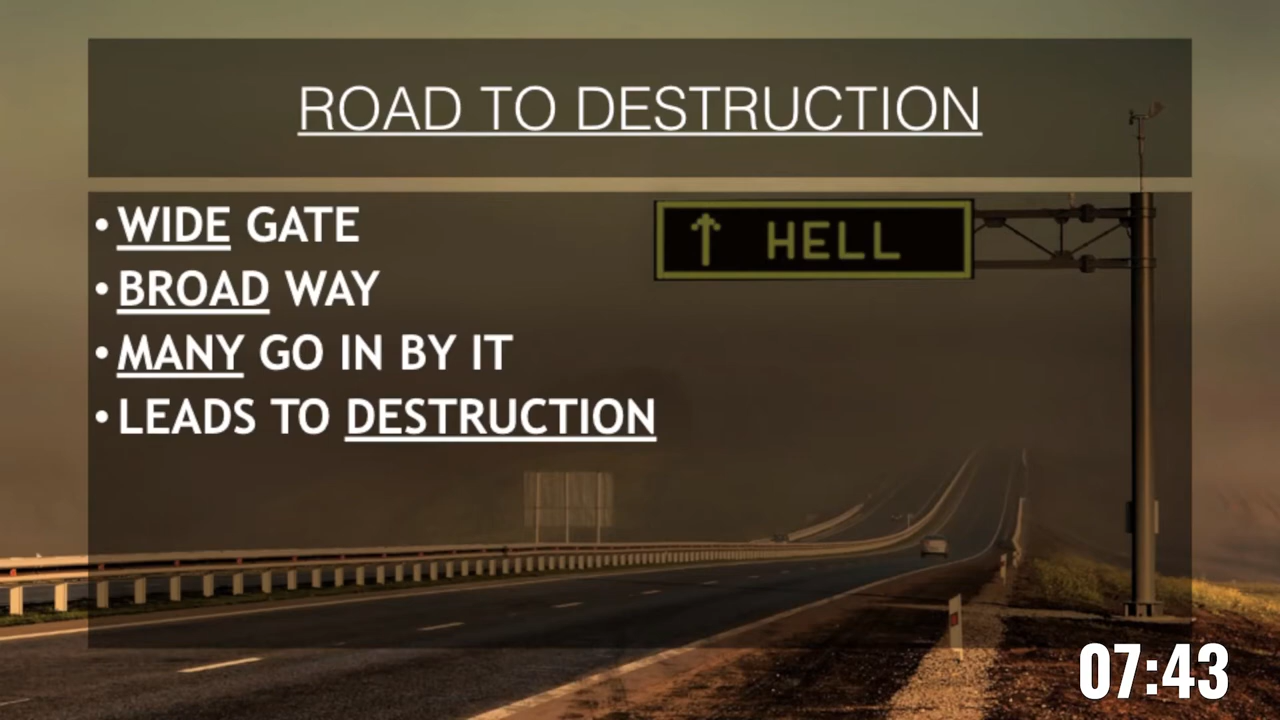 ROAD TO DESTRUCTION
• WIDE GATE
• BROAD WAY
• MANY GO IN BY IT
• LEADS TO DESTRUCTION
↑ HELL
07:43